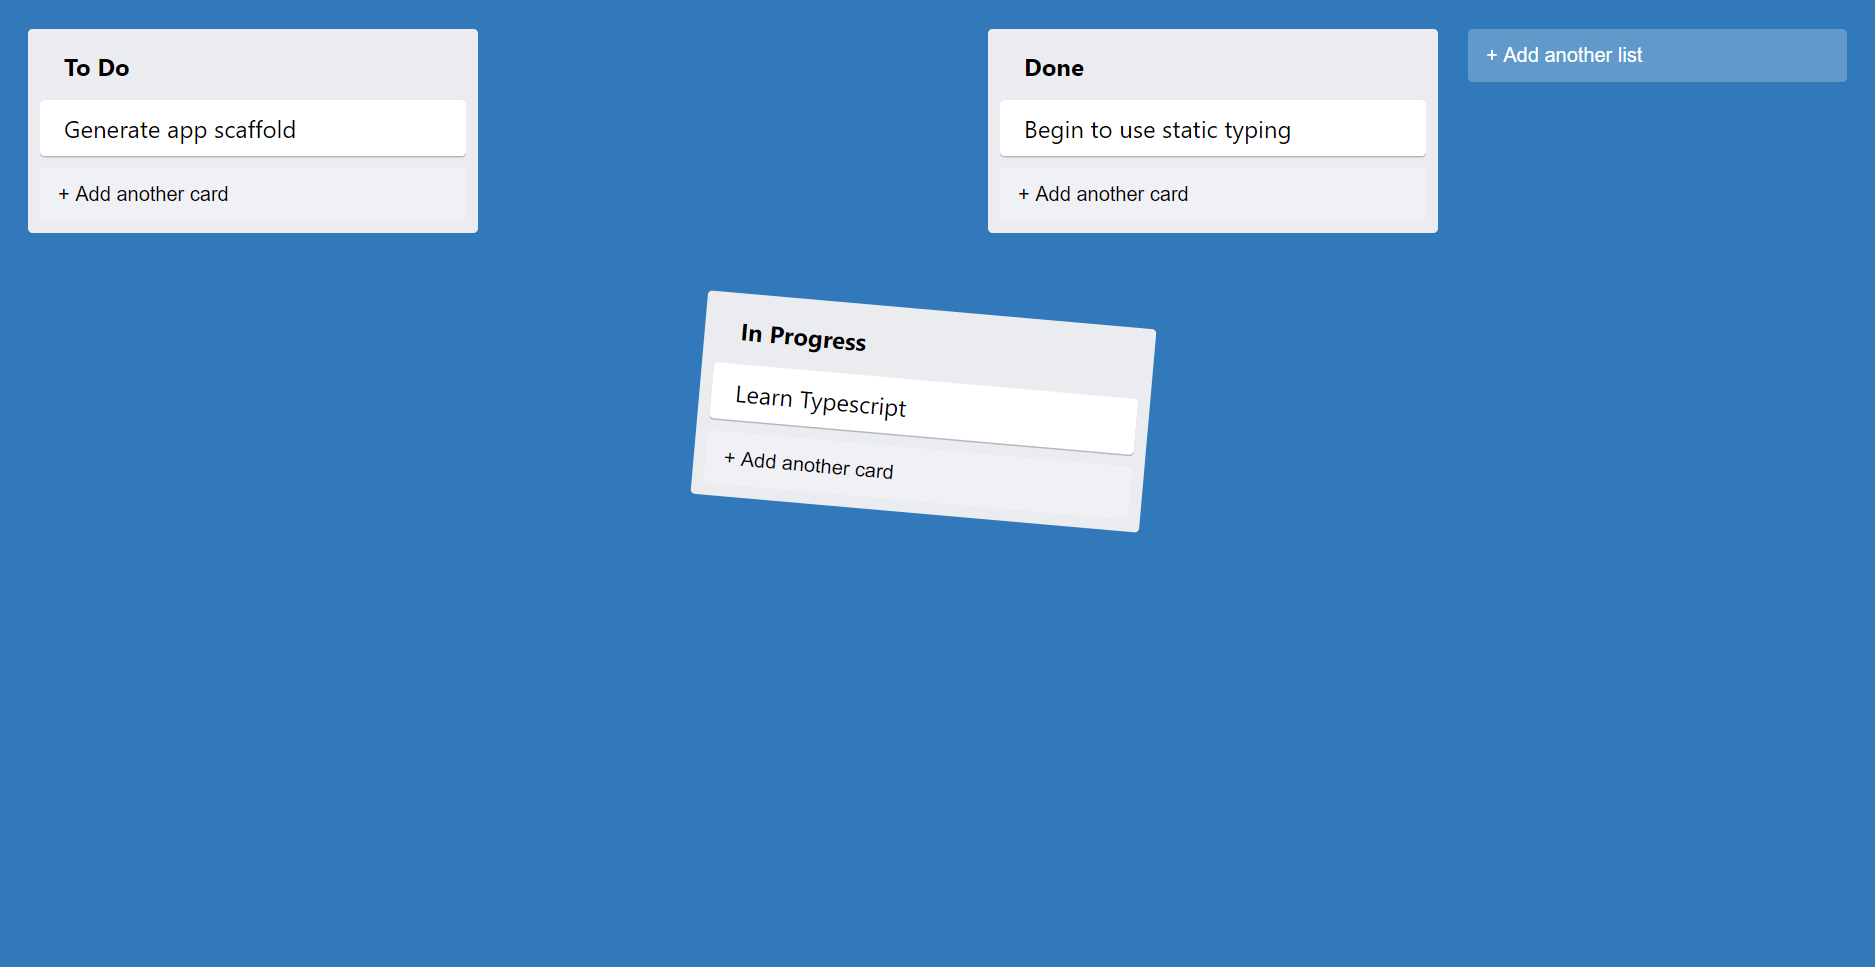 To Do
Generate app scaffold
+ Add another card
Done
Begin to use static typing
+ Add another card
+ Add another list
In Progress
Learn Typescript
+ Add another card